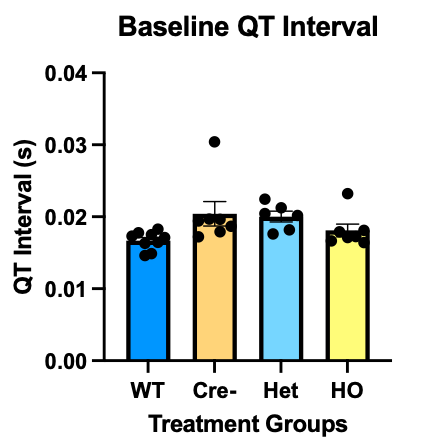 Baseline QT Interval
QT Interval (s)
0.04
0.03
0.02
0.01
0.00
WT Cre- Het HO
Treatment Groups